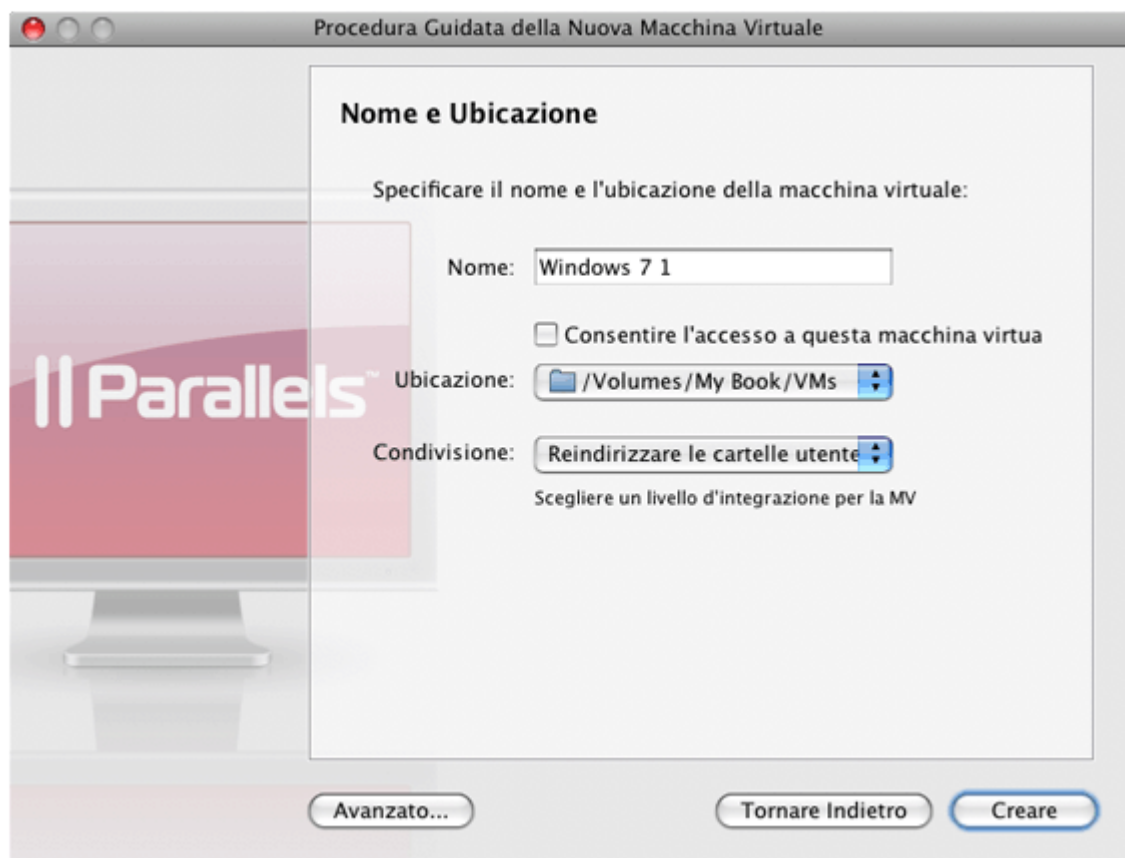 Procedura Guidata della Nuova Macchina Virtuale
Nome e Ubicazione
Specificare il nome e l'ubicazione della macchina virtuale:
Nome: Windows 7 1
Consentire l'accesso a questa macchina virtua
Ubicazione: /Volumes/My Book/VMs
Condivisione: Reindirizzare le cartelle utente
Scegliere un livello d'integrazione per la MV
Parallels™
Avanzato... Tornare Indietro Creare